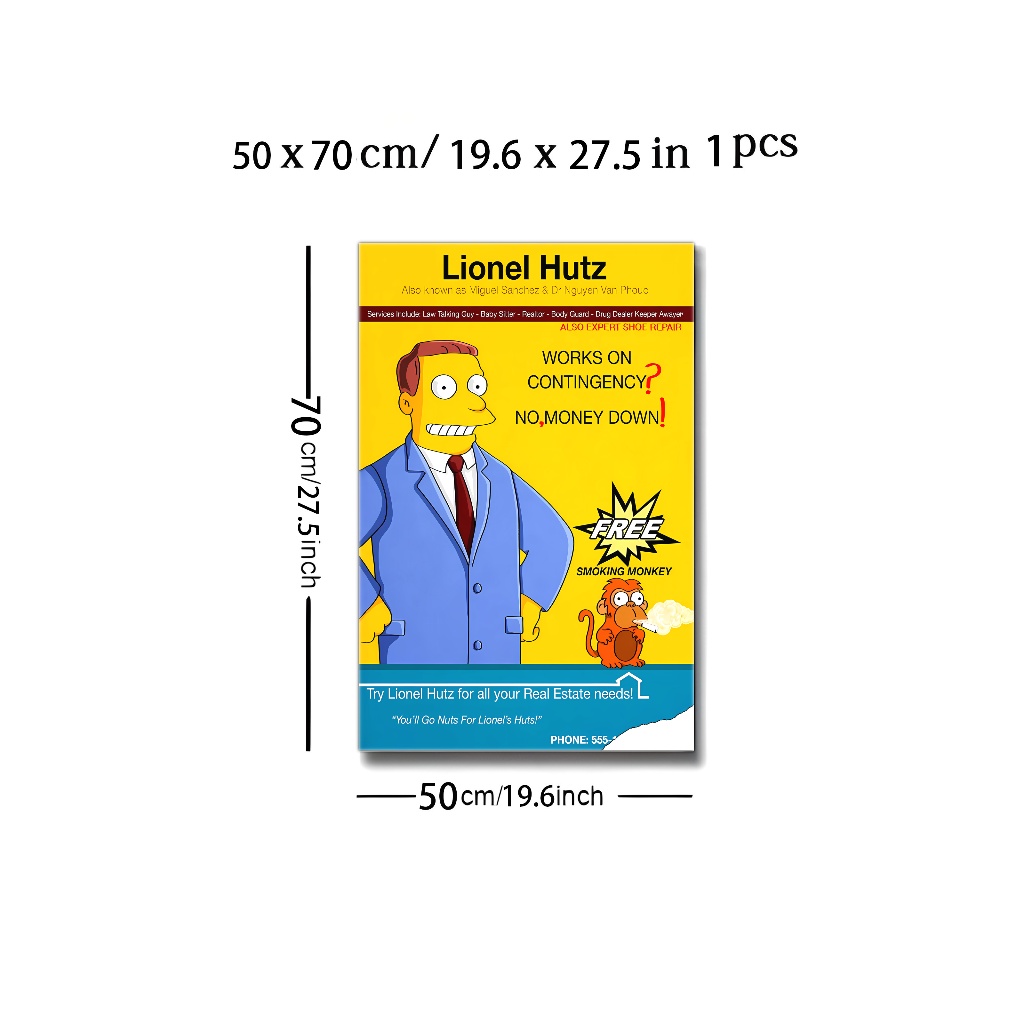 50 x 70 cm/ 19.6 x 27.5 in 1 pcs
Lionel Hutz
Also known as Miguel Sanchez & Dr Nguyen Van Phouc
Services Include: Law Talking Guy - Baby Sitter - Realtor - Body Guard - Drug Dealer Keeper Awayer
ALSO EXPERT SHOE REPAIR
WORKS ON
CONTINGENCY?
NO, MONEY DOWN!
FREE
SMOKING MONKEY
70 cm/27.5 inch
Try Lionel Hutz for all your Real Estate needs!
"You'll Go Nuts For Lionel's Huts!"
PHONE: 555-
50cm/19.6inch